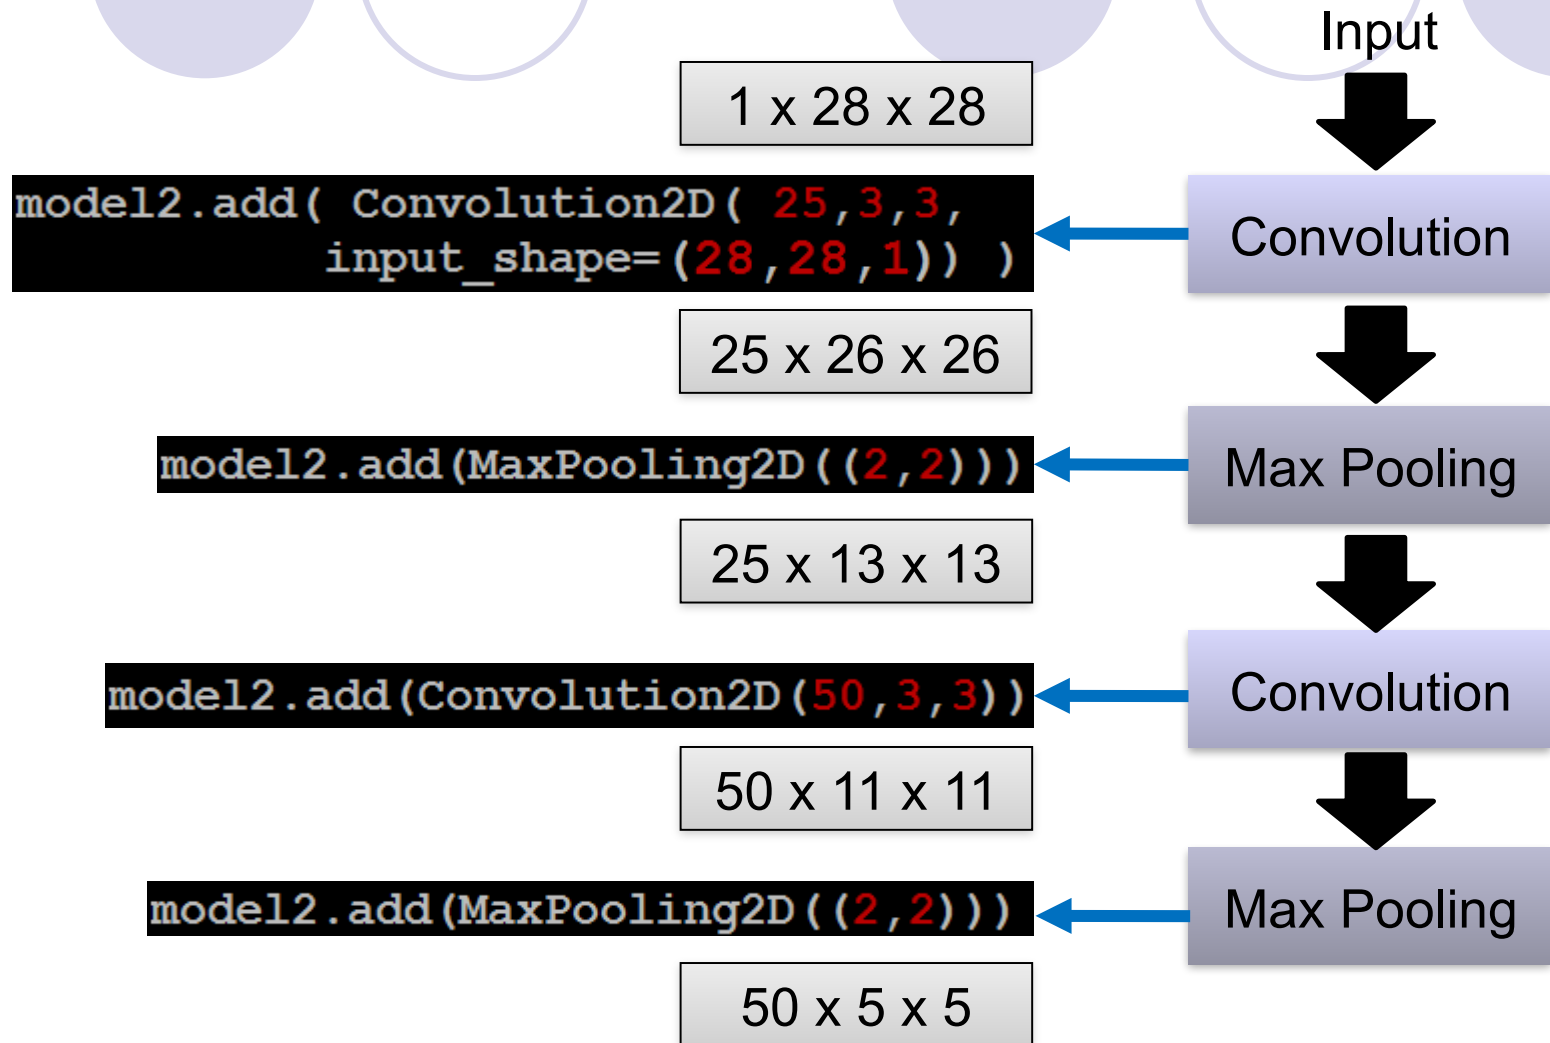 Input
1 x 28 x 28
model2.add( Convolution2D( 25,3,3,
input_shape=(28,28,1)) )
Convolution
25 x 26 x 26
model2.add(MaxPooling2D((2,2)))
Max Pooling
25 x 13 x 13
model2.add(Convolution2D(50,3,3))
Convolution
50 x 11 x 11
model2.add(MaxPooling2D((2,2)))
Max Pooling
50 x 5 x 5